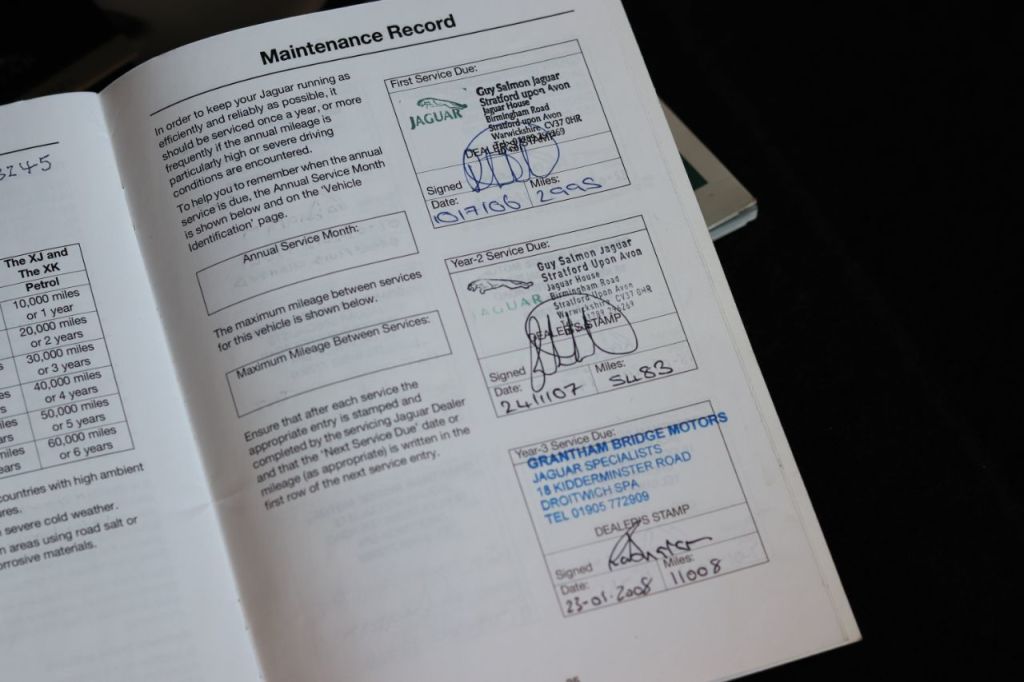 3245
The XJ and
The XK
Petrol
10,000 miles
or 1 year
20,000 miles
or 2 years
30,000 miles
or 3 years
40,000 miles
or 4 years
50,000 miles
or 5 years
60,000 miles
or 6 years
countries with high ambient
severe cold weather.
areas using road salt or
Maintenance Record
In order to keep your Jaguar running as
efficiently and reliably as possible, it
should be serviced once a year, or more
frequently if the annual mileage is
particularly high or severe driving
conditions are encountered.
To help you to remember when the annual
service is due, the Annual Service Month
is shown below and on the 'Vehicle
Identification' page.
Annual Service Month:
The maximum mileage between services
for this vehicle is shown below.
Maximum Mileage Between Services:
Ensure that after each service the
appropriate entry is stamped and
completed by the servicing Jaguar Dealer
and that the 'Next Service Due' date or
mileage (as appropriate) is written in the
first row of the next service entry.
First Service Due:
JAGUAR
Guy Salmon Jaguar
Stratford upon Avon
Jaguar House
Birmingham Road
Stratford upon Avon
Warwickshire CV37 0HR
Signed
Date: Miles:
10/7/06 2995
Year-2 Service Due:
JAGUAR
Guy Salmon Jaguar
Stratford Upon Avon
Jaguar House
Birmingham Road
Stratford Upon Avon
Warwickshire CV37 0HR
DEALER'S STAMP
Signed
Date: Miles:
24/1/07 5483
Year-3 Service Due:
GRANTHAM BRIDGE MOTORS
JAGUAR SPECIALISTS
18 KIDDERMINSTER ROAD
DROITWICH SPA
TEL 01905 772909
DEALER'S STAMP
Signed
Date: Miles:
23-01-2008 11008